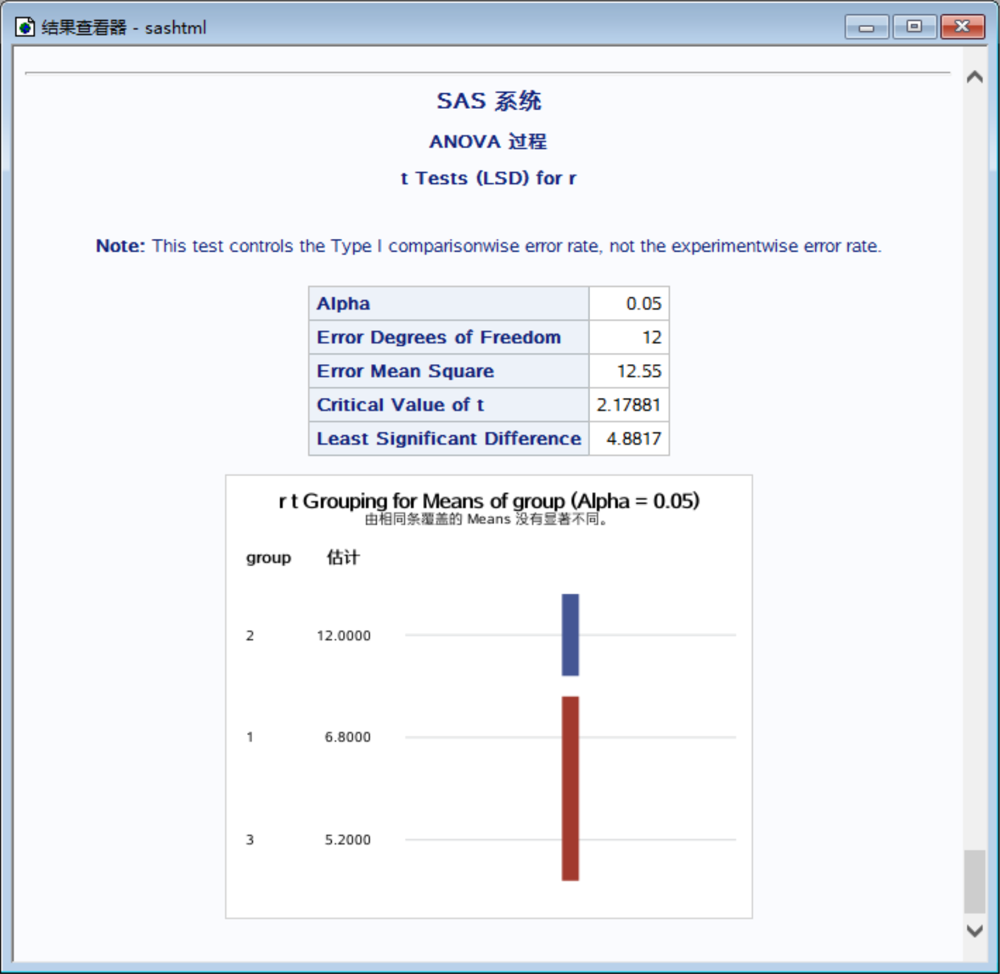 结果查看器 - sashtml
SAS 系统
ANOVA 过程
t Tests (LSD) for r
Note: This test controls the Type I comparisonwise error rate, not the experimentwise error rate.
Alpha 0.05
Error Degrees of Freedom 12
Error Mean Square 12.55
Critical Value of t 2.17881
Least Significant Difference 4.8817
r t Grouping for Means of group (Alpha = 0.05)
由相同条覆盖的 Means 没有显著不同。
group 估计
2 12.0000
1 6.8000
3 5.2000